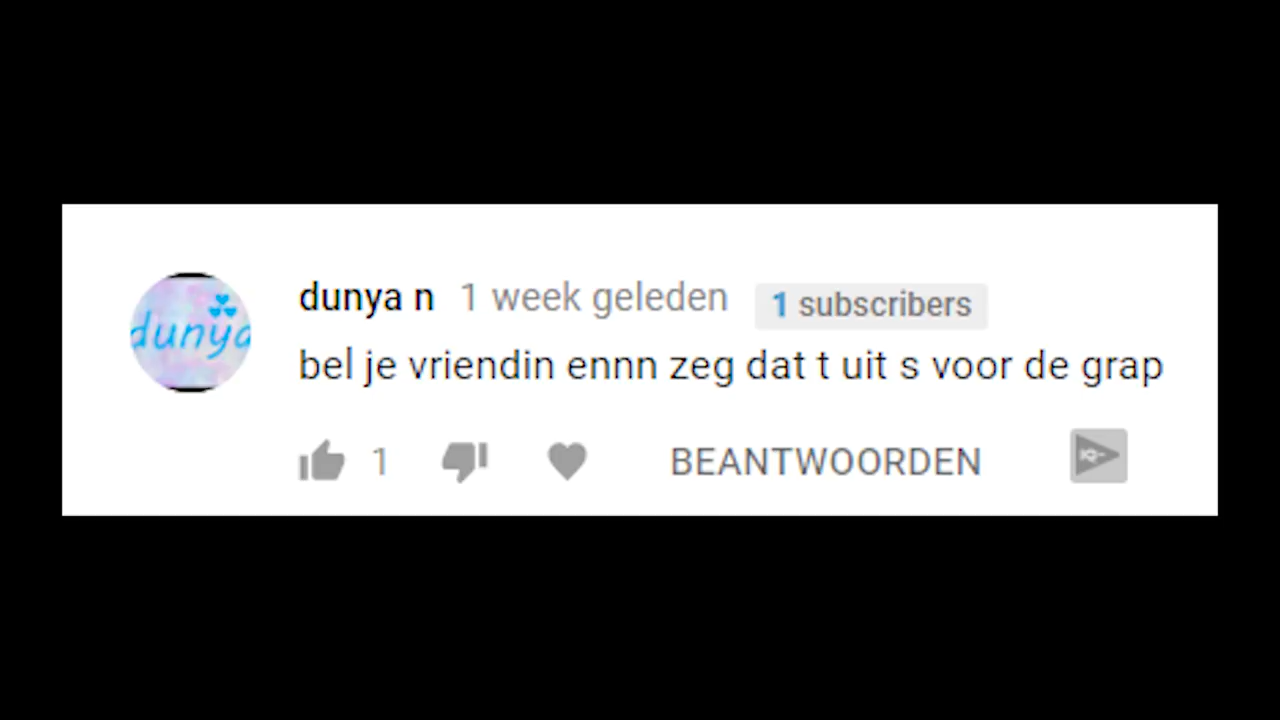 dunya
dunya n 1 week geleden 1 subscribers
bel je vriendin ennn zeg dat t uit s voor de grap
1 BEANTWOORDEN